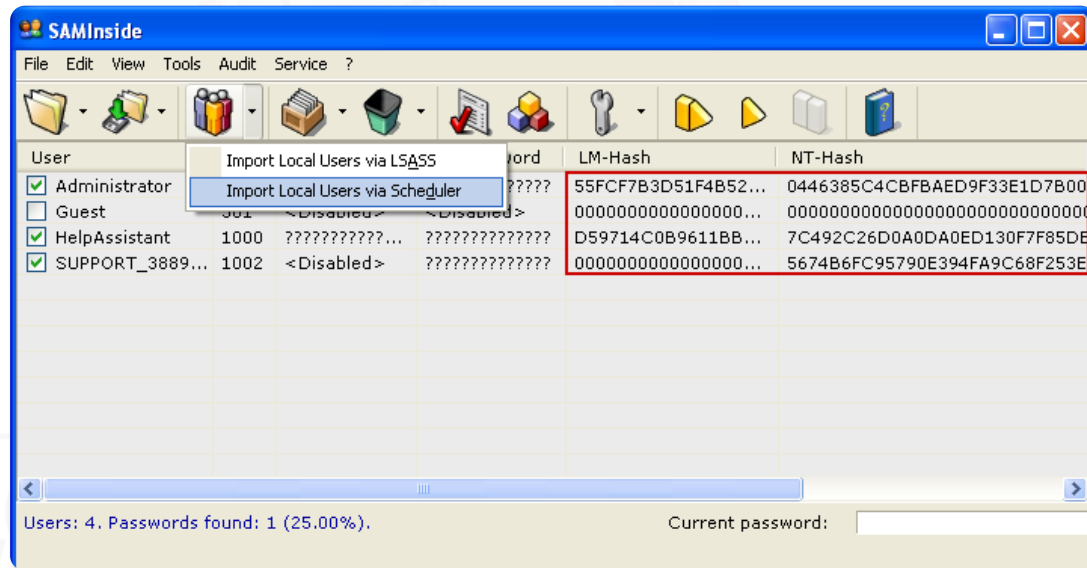 SAMInside
File Edit View Tools Audit Service ?
User LM-Hash NT-Hash
Import Local Users via LSASS
Import Local Users via Scheduler
Administrator ????? 55FCF7B3D51F4B52... 0446385C4CBFBAED9F33E1D7B00
Guest <Disabled> <Disabled> 0000000000000000... 000000000000000000000000000
HelpAssistant 1000 ???????????... ?????????????? D59714C0B9611BB... 7C492C26D0A0DA0ED130F7F85DE
SUPPORT_3889... 1002 <Disabled> ?????????????? 0000000000000000... 5674B6FC95790E394FA9C68F253E
Users: 4. Passwords found: 1 (25.00%). Current password: